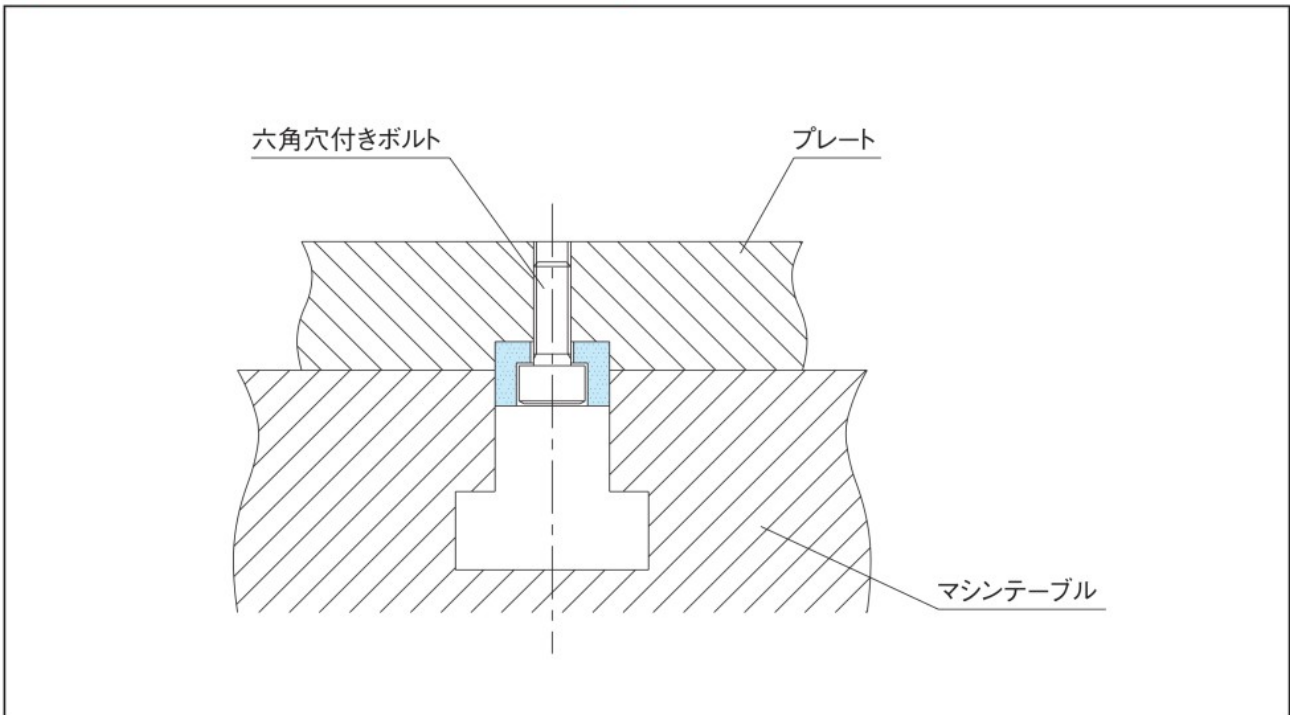 六角穴付きボルト
プレート
マシンテーブル